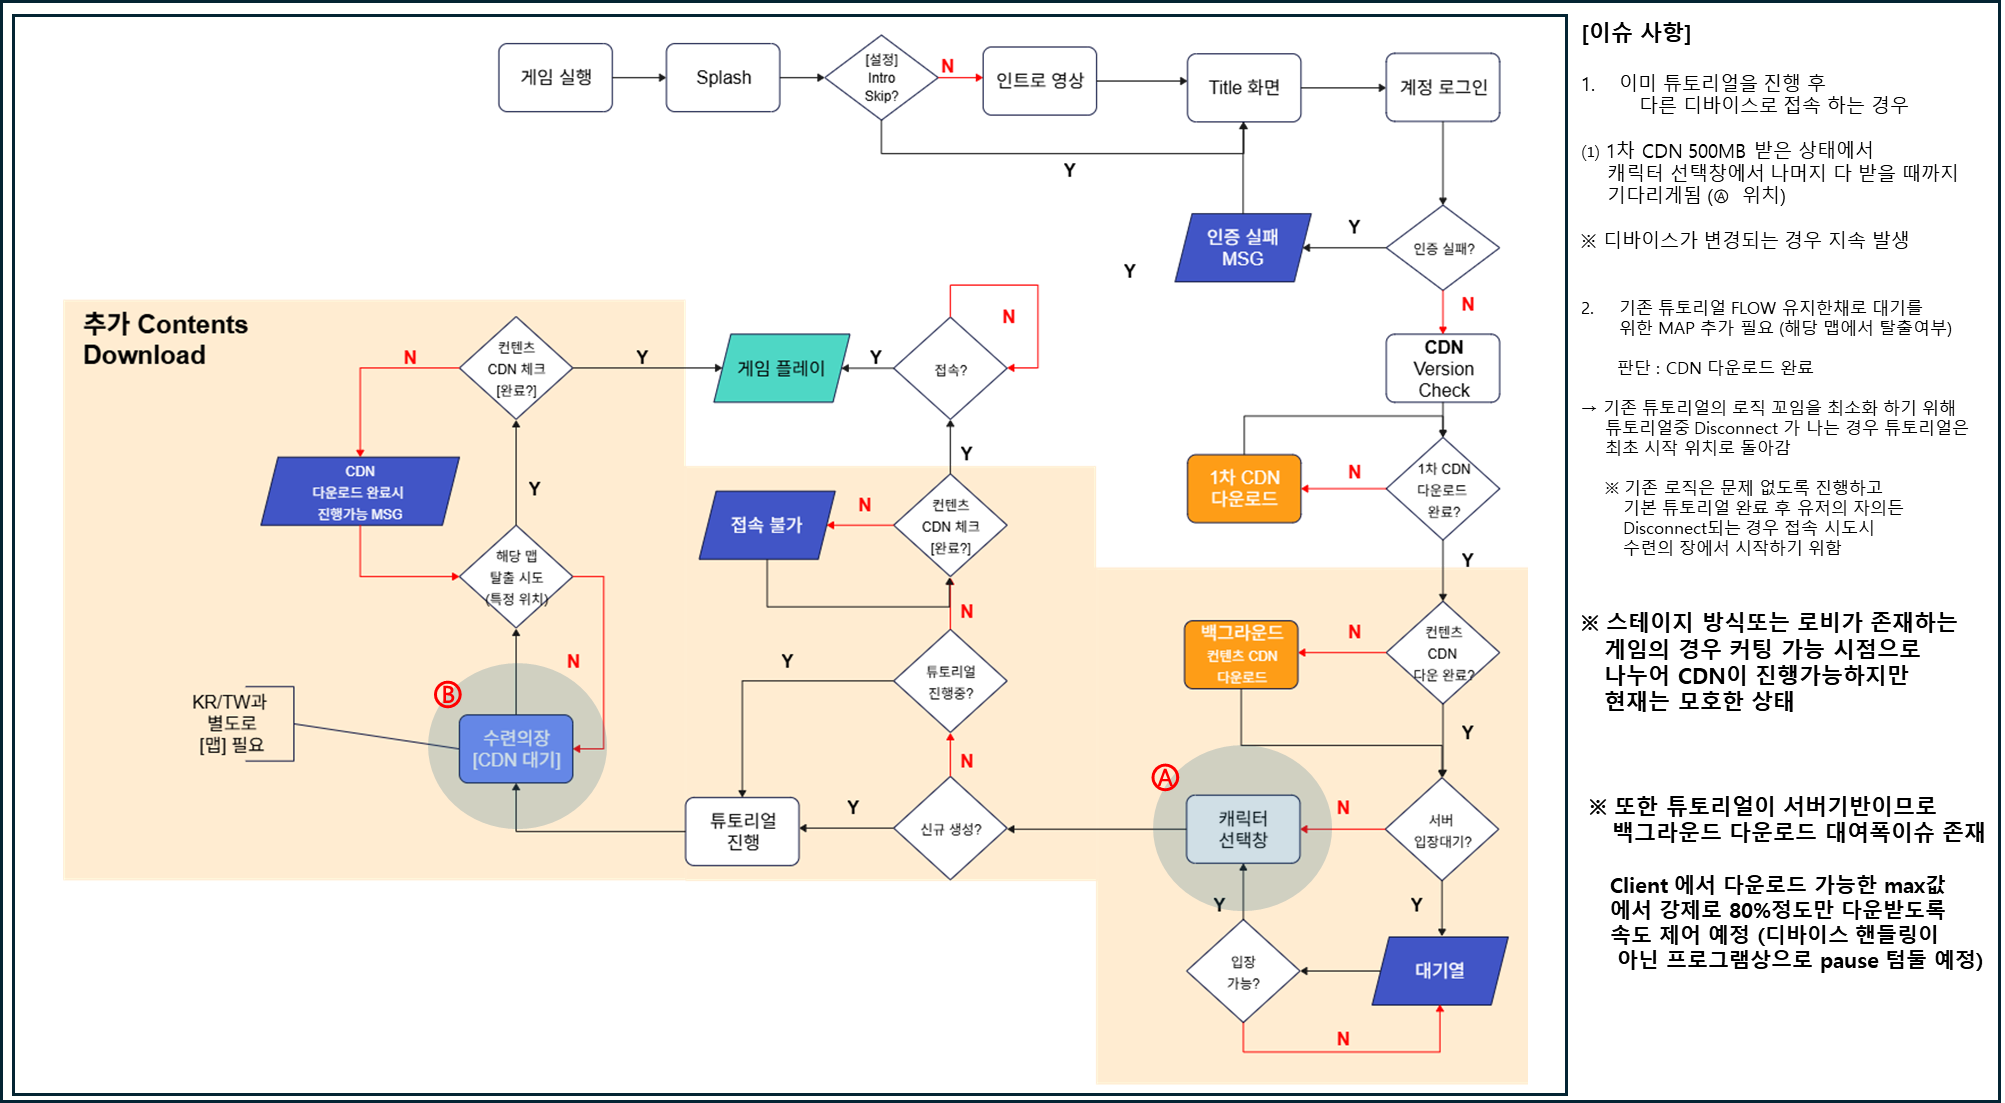 게임 실행
Splash
[설정]
Intro
Skip?
N
인트로 영상
Title 화면
계정 로그인
Y
인증 실패
MSG
Y
인증 실패?
Y
N
CDN
Version
Check
1차 CDN
다운로드
N
1차 CDN
다운로드
완료?
Y
백그라운드
컨텐츠 CDN
다운로드
N
컨텐츠
CDN
다운 완료?
Y
Ⓐ
캐릭터
선택창
N
서버
입장대기?
Y
Y
입장
가능?
대기열
N
추가 Contents
Download
N
컨텐츠
CDN 체크
[완료?]
Y
게임 플레이
Y
접속?
N
CDN
다운로드 완료시
진행가능 MSG
Y
Y
접속 불가
N
컨텐츠
CDN 체크
[완료?]
해당 맵
탈출 시도
(특정 위치)
N
N
Y
튜토리얼
진행중?
Ⓑ
KR/TW과
별도로
[맵] 필요
수련의장
[CDN 대기]
N
튜토리얼
진행
Y
신규 생성?
[이슈 사항]
1. 이미 튜토리얼을 진행 후
다른 디바이스로 접속 하는 경우
(1) 1차 CDN 500MB 받은 상태에서
캐릭터 선택창에서 나머지 다 받을 때까지
기다리게됨 (Ⓐ 위치)
※ 디바이스가 변경되는 경우 지속 발생
2. 기존 튜토리얼 FLOW 유지한채로 대기를
위한 MAP 추가 필요 (해당 맵에서 탈출여부)
판단 : CDN 다운로드 완료
→ 기존 튜토리얼의 로직 꼬임을 최소화 하기 위해
튜토리얼중 Disconnect 가 나는 경우 튜토리얼은
최초 시작 위치로 돌아감
※ 기존 로직은 문제 없도록 진행하고
기본 튜토리얼 완료 후 유저의 자의든
Disconnect되는 경우 접속 시도시
수련의 장에서 시작하기 위함
※ 스테이지 방식또는 로비가 존재하는
게임의 경우 커팅 가능 시점으로
나누어 CDN이 진행가능하지만
현재는 모호한 상태
※ 또한 튜토리얼이 서버기반이므로
백그라운드 다운로드 대여폭이슈 존재
Client 에서 다운로드 가능한 max값
에서 강제로 80%정도만 다운받도록
속도 제어 예정 (디바이스 핸들링이
아닌 프로그램상으로 pause 텀둘 예정)